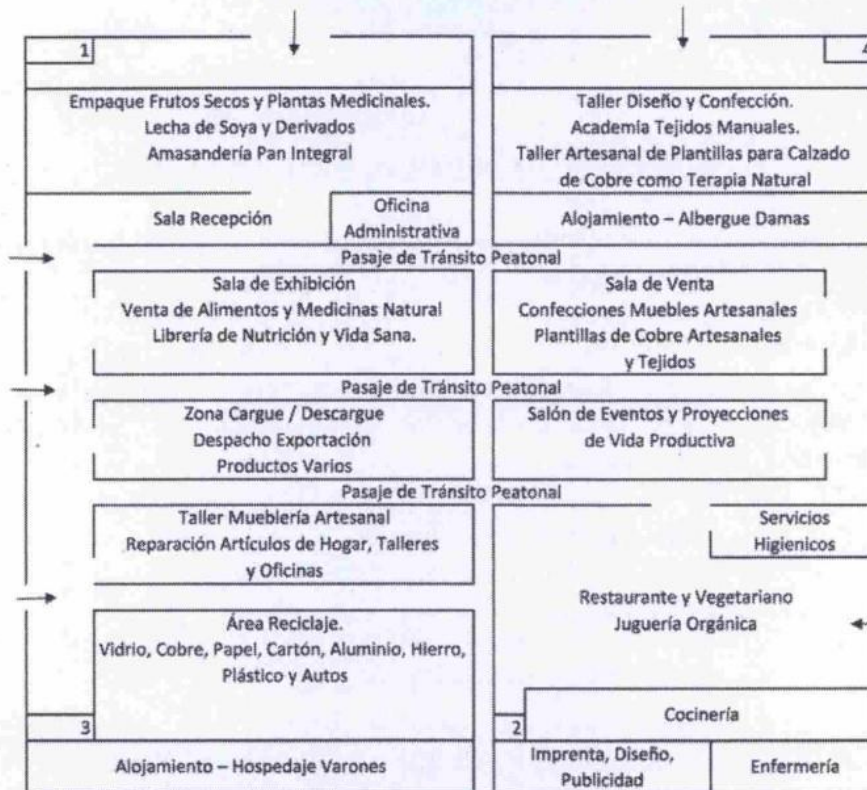 1
Empaque Frutos Secos y Plantas Medicinales.
Lecha de Soya y Derivados
Amasandería Pan Integral
Sala Recepción
Oficina
Administrativa
4
Taller Diseño y Confección.
Academia Tejidos Manuales.
Taller Artesanal de Plantillas para Calzado
de Cobre como Terapia Natural
Alojamiento – Albergue Damas
Pasaje de Tránsito Peatonal
Sala de Exhibición
Venta de Alimentos y Medicinas Natural
Librería de Nutrición y Vida Sana.
Sala de Venta
Confecciones Muebles Artesanales
Plantillas de Cobre Artesanales
y Tejidos
Pasaje de Tránsito Peatonal
Zona Cargue / Descargue
Despacho Exportación
Productos Varios
Salón de Eventos y Proyecciones
de Vida Productiva
Pasaje de Tránsito Peatonal
Taller Mueblería Artesanal
Reparación Artículos de Hogar, Talleres
y Oficinas
Servicios
Higienicos
Restaurante y Vegetariano
Juguería Orgánica
Área Reciclaje.
Vidrio, Cobre, Papel, Cartón, Aluminio, Hierro,
Plástico y Autos
3
Alojamiento – Hospedaje Varones
Cocinería
2
Imprenta, Diseño,
Publicidad
Enfermería